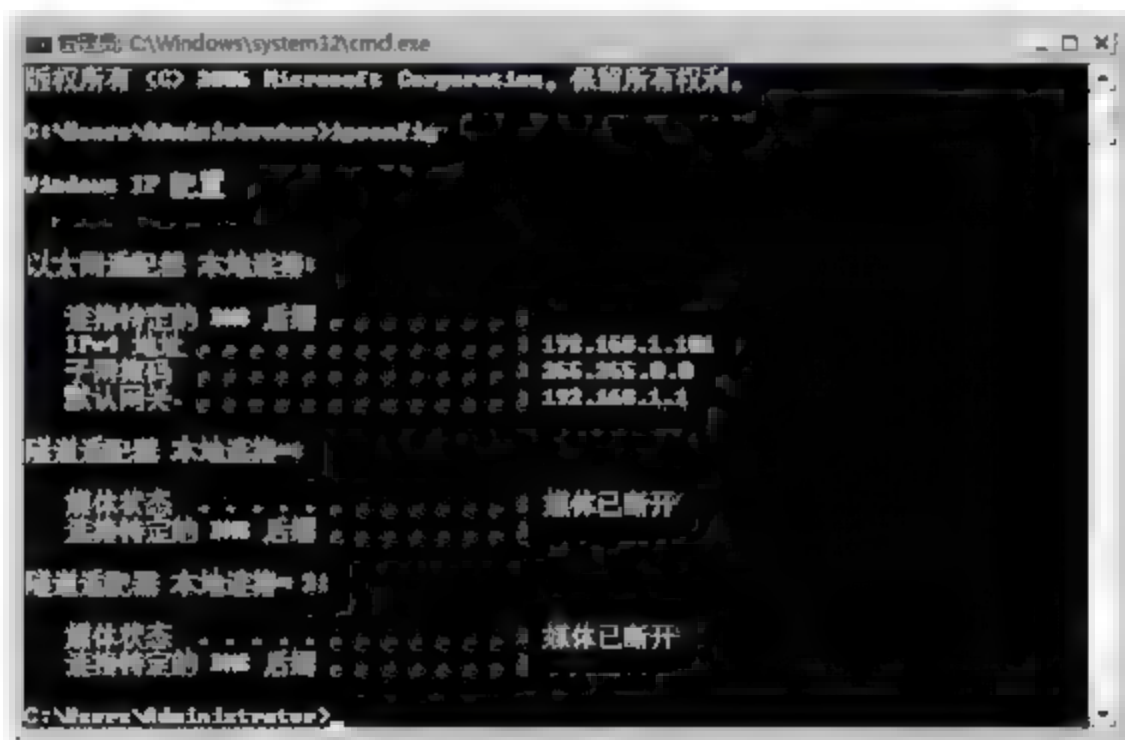 管理员: C:\Windows\system32\cmd.exe
版权所有 (C) 2006 Microsoft Corporation。保留所有权利。
C:\Users\Administrator>ipconfig
Windows IP 配置
以太网适配器 本地连接:
连接特定的 DNS 后缀 . . . . . . . :
IPv4 地址 . . . . . . . . . . . . :
子网掩码 . . . . . . . . . . . . : 255.255.0.0
默认网关. . . . . . . . . . . . . : 192.168.1.1
隧道适配器 本地连接*:
媒体状态 . . . . . . . . . . . . : 媒体已断开
连接特定的 DNS 后缀 . . . . . . . :
隧道适配器 本地连接* 2:
媒体状态 . . . . . . . . . . . . : 媒体已断开
连接特定的 DNS 后缀 . . . . . . . :
C:\Users\Administrator>